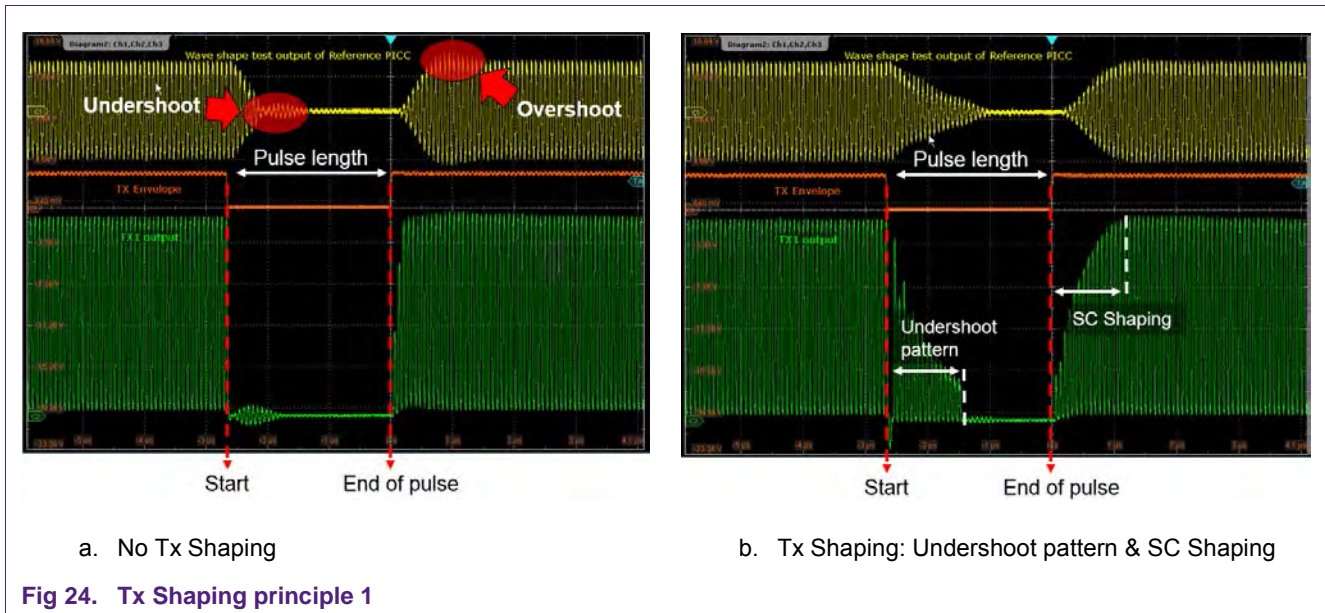 Diagram2: Ch1,Ch2,Ch3
Wave shape test output of Reference PICC
Undershoot
Overshoot
Pulse length
TX Envelope
TX1 output
Start
End of pulse
a. No Tx Shaping
Diagram2: Ch1,Ch2,Ch3
Wave shape test output of Reference PICC
Pulse length
TX Envelope
TX1 output
Undershoot
pattern
SC Shaping
Start
End of pulse
b. Tx Shaping: Undershoot pattern & SC Shaping
Fig 24. Tx Shaping principle 1